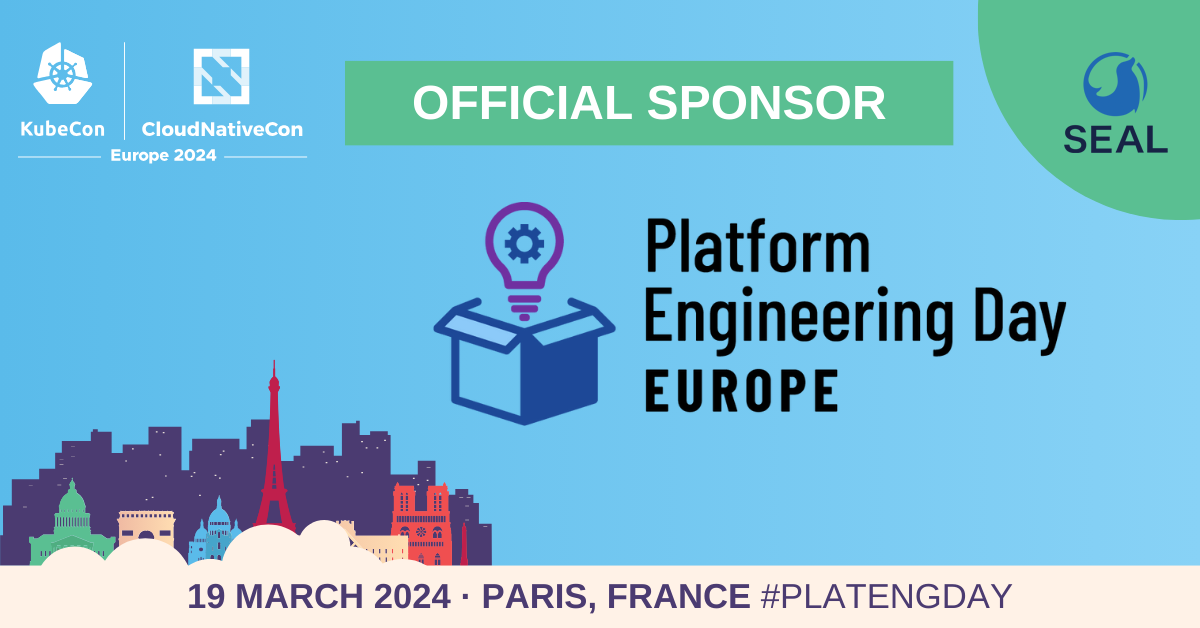 KubeCon
CloudNativeCon
Europe 2024
OFFICIAL SPONSOR
SEAL
Platform
Engineering Day
EUROPE
19 MARCH 2024 · PARIS, FRANCE #PLATENGDAY